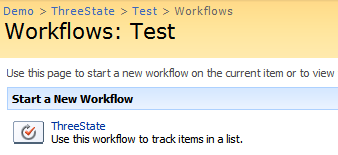 Demo > ThreeState > Test > Workflows
Workflows: Test
Use this page to start a new workflow on the current item or to view
Start a New Workflow
ThreeState
Use this workflow to track items in a list.